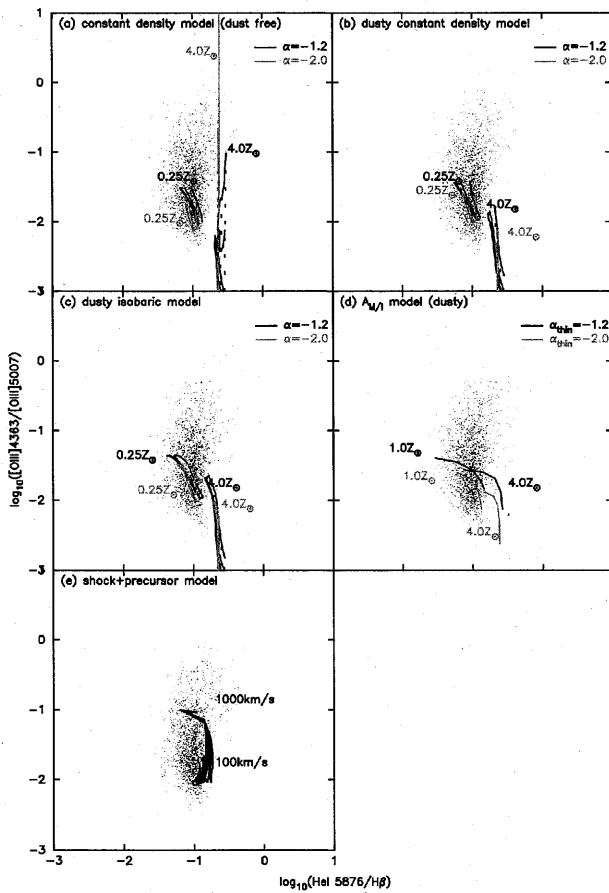 (a) constant density model (dust free)
α=−1.2
α=−2.0
4.0Z⊙
4.0Z⊙
0.25Z⊙
0.25Z⊙
1
0
−1
−2
−3
(b) dusty constant density model
α=−1.2
α=−2.0
0.25Z⊙
0.25Z⊙
4.0Z⊙
4.0Z⊙
(c) dusty isobaric model
α=−1.2
α=−2.0
0.25Z⊙
0.25Z⊙
4.0Z⊙
4.0Z⊙
0
−1
−2
−3
log₁₀([OIII]4363/[OIII]5007)
(d) A_M/I model (dusty)
α_thin=−1.2
α_thin=−2.0
1.0Z⊙
1.0Z⊙
4.0Z⊙
4.0Z⊙
(e) shock+precursor model
1000km/s
100km/s
0
−1
−2
−3
−3 −2 −1 0 1
log₁₀(HeI 5876/Hβ)